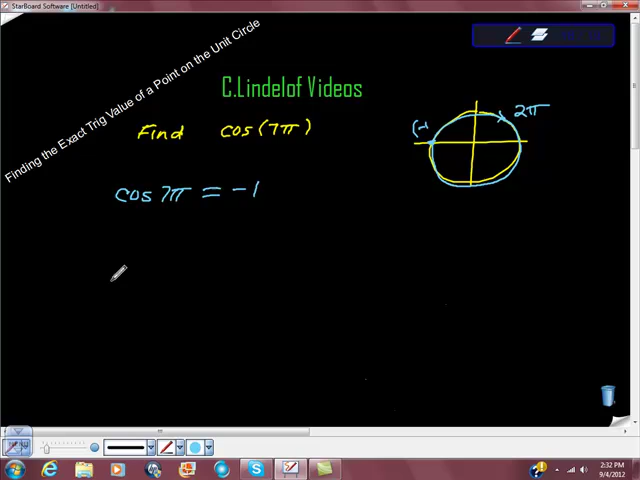 StarBoard Software [Untitled]
Finding the Exact Trig Value of a Point on the Unit Circle
C.Lindelof Videos
Find cos(7π)
2π
(-1
cos 7π = -1
2:32 PM
9/4/2012